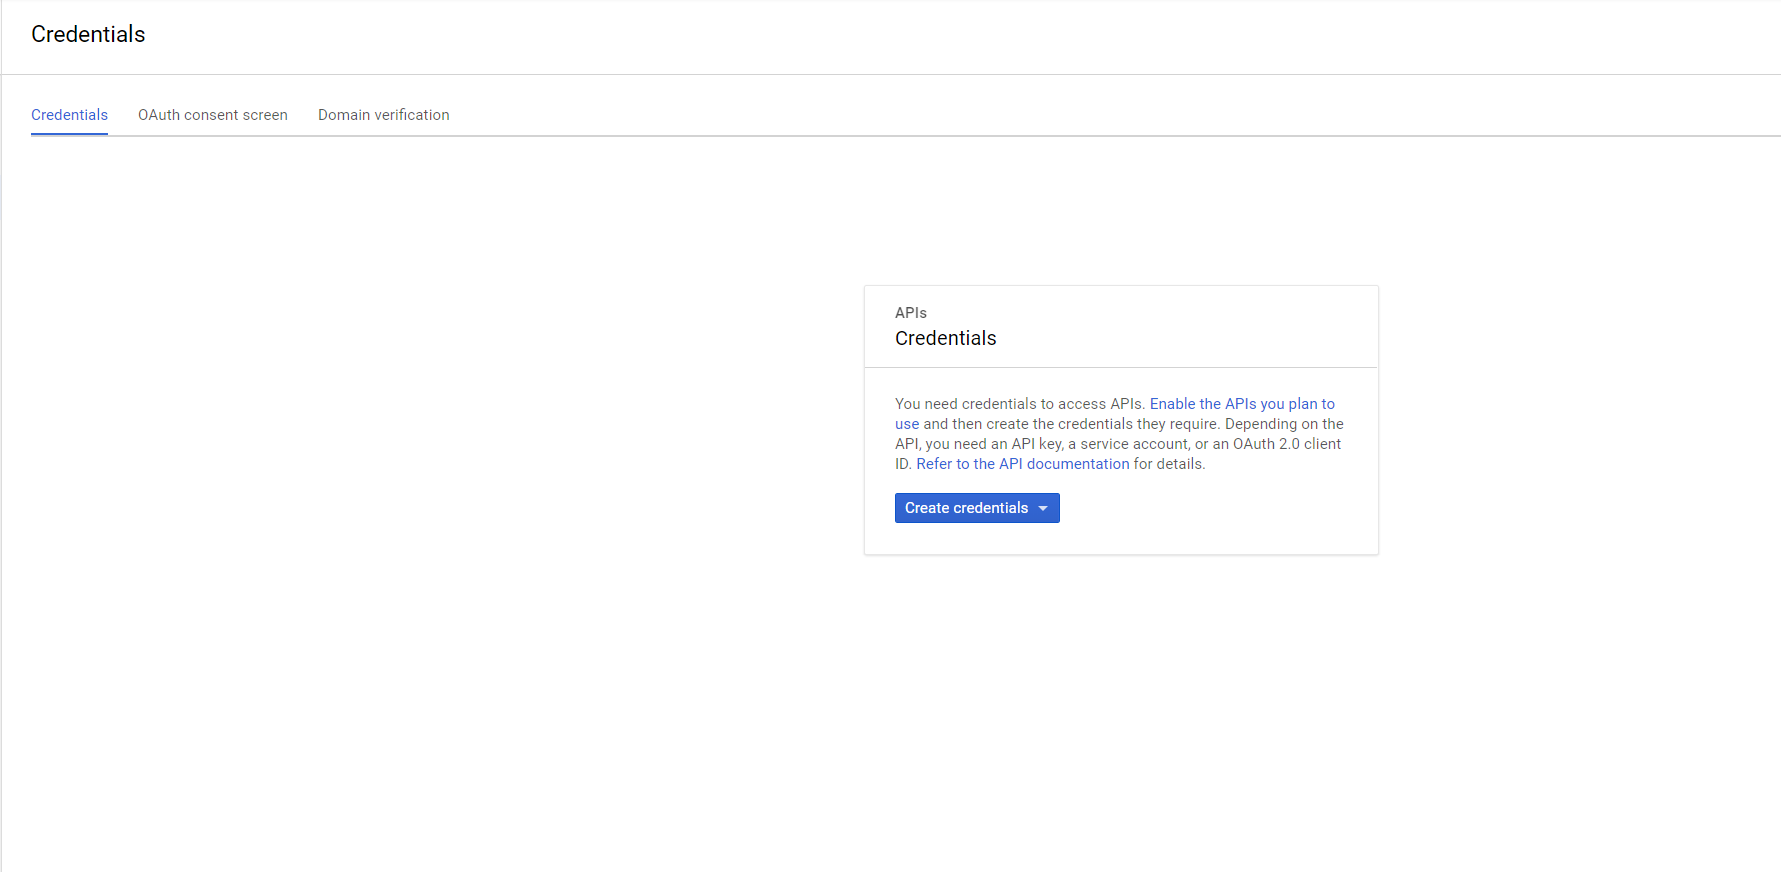 Credentials
Credentials
OAuth consent screen
Domain verification
APIs
Credentials
You need credentials to access APIs. Enable the APIs you plan to
use and then create the credentials they require. Depending on the
API, you need an API key, a service account, or an OAuth 2.0 client
ID. Refer to the API documentation for details.
Create credentials